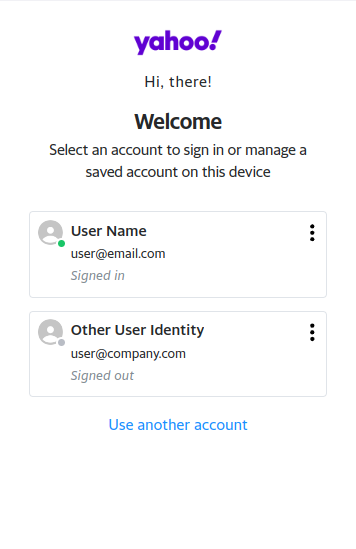 yahoo!
Hi, there!
Welcome
Select an account to sign in or manage a
saved account on this device
User Name
user@email.com
Signed in
Other User Identity
user@company.com
Signed out
Use another account